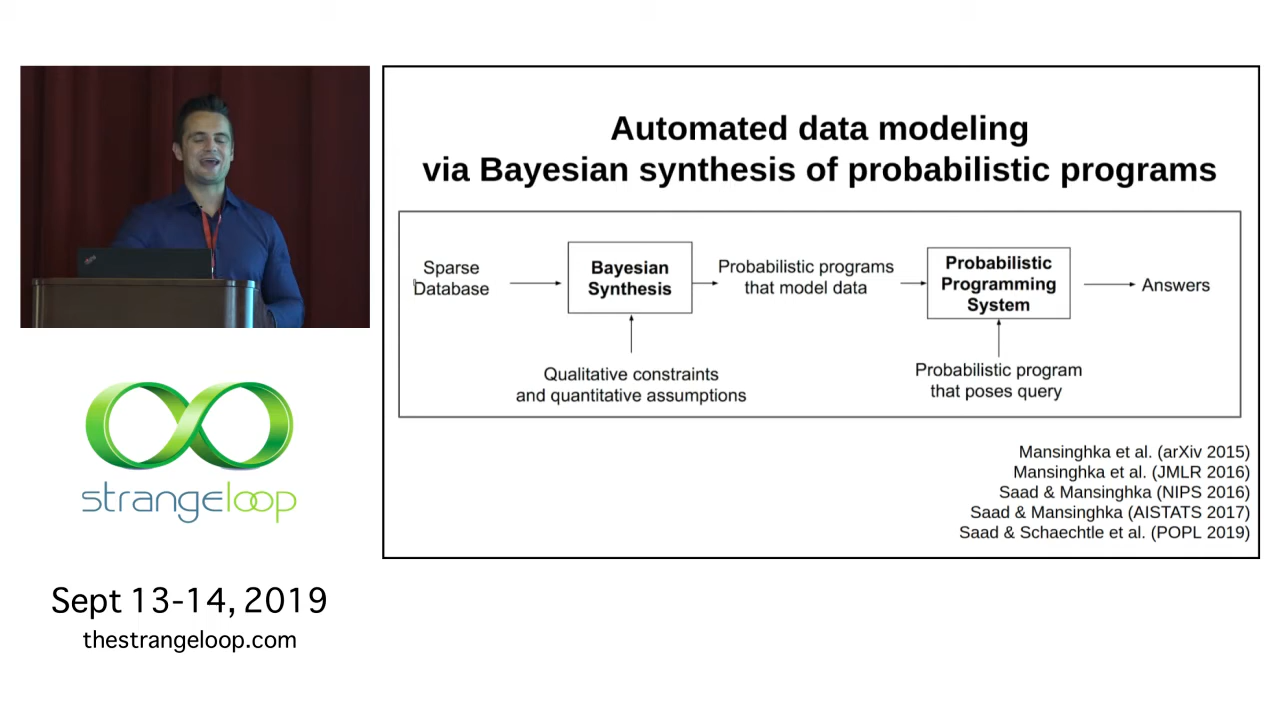 Automated data modeling
via Bayesian synthesis of probabilistic programs
Sparse
Database
Bayesian
Synthesis
Probabilistic programs
that model data
Probabilistic
Programming
System
Answers
Qualitative constraints
and quantitative assumptions
Probabilistic program
that poses query
Mansinghka et al. (arXiv 2015)
Mansinghka et al. (JMLR 2016)
Saad & Mansinghka (NIPS 2016)
Saad & Mansinghka (AISTATS 2017)
Saad & Schaechtle et al. (POPL 2019)
strangeloop
Sept 13-14, 2019
thestrangeloop.com